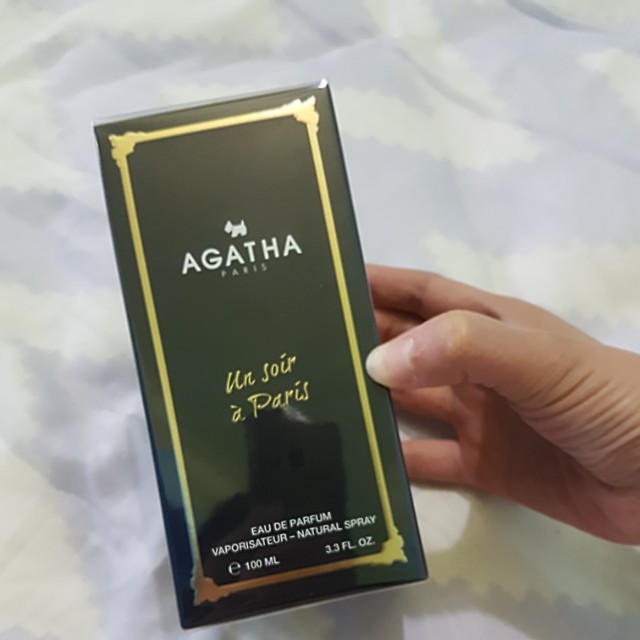 AGATHA
PARIS
Un soir
à Paris
EAU DE PARFUM
VAPORISATEUR – NATURAL SPRAY
℮ 100 ML 3.3 FL. OZ.